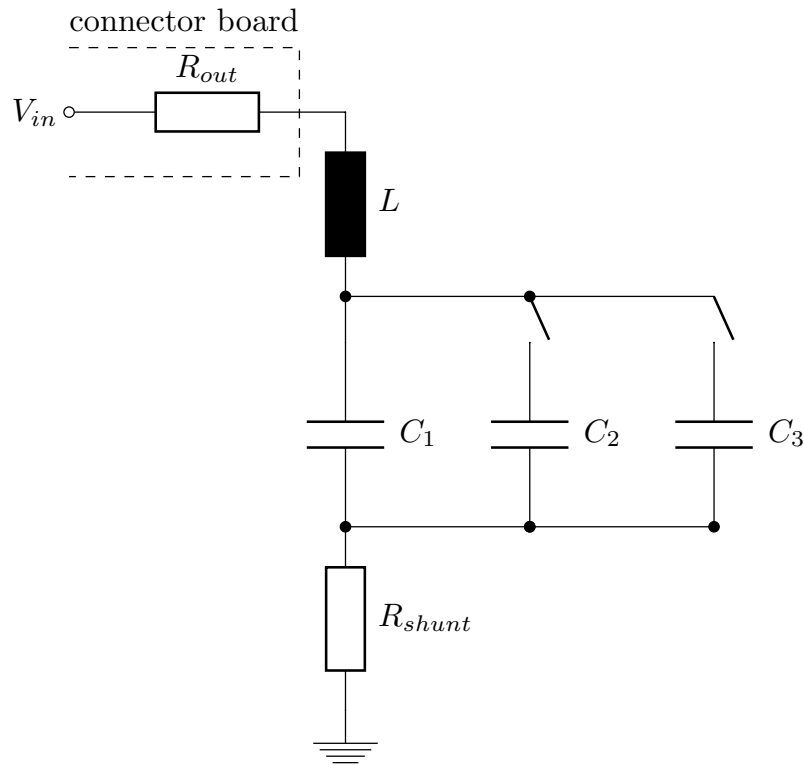 connector board
R_out
V_in
L
C_1
C_2
C_3
R_shunt